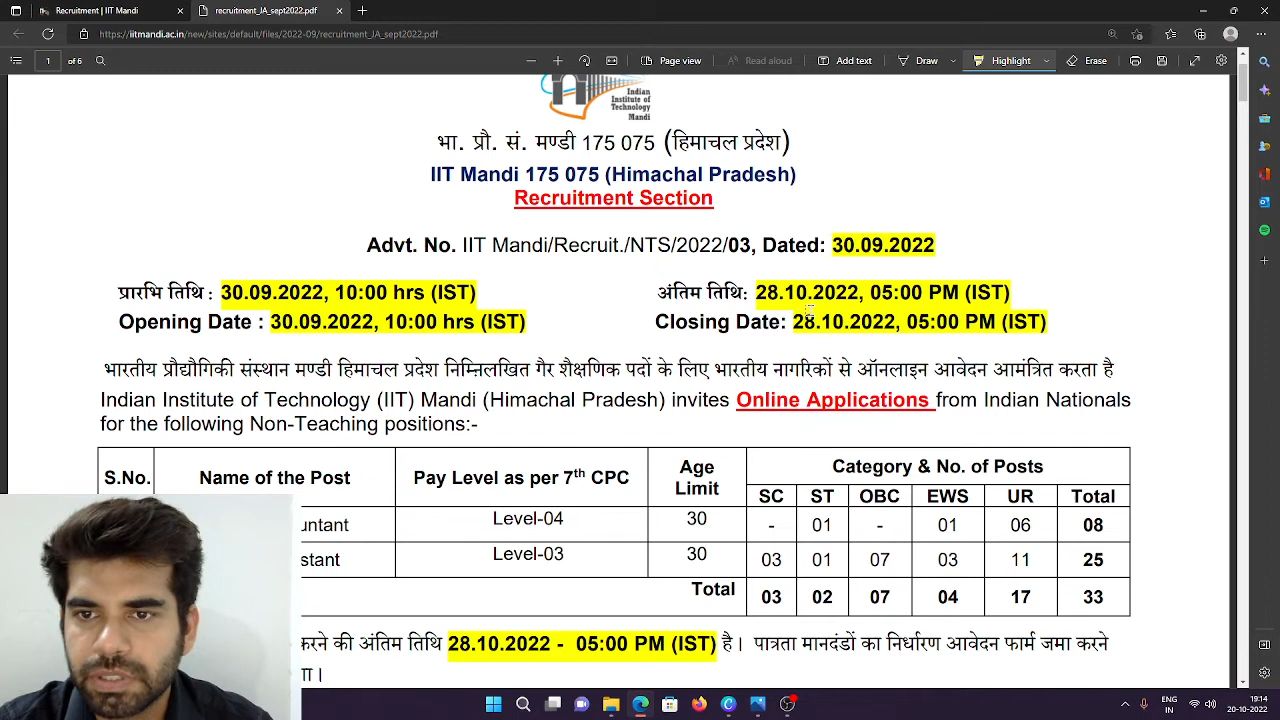 Recruitment | IIT Mandi
recruitment_JA_sept2022.pdf
https://iitmandi.ac.in/new/sites/default/files/2022-09/recruitment_JA_sept2022.pdf
1 of 6
Page view
Read aloud
Add text
Draw
Highlight
Erase
Indian
Institute of
Technology
Mandi
भा. प्रौ. सं. मण्डी 175 075 (हिमाचल प्रदेश)
IIT Mandi 175 075 (Himachal Pradesh)
Recruitment Section
Advt. No. IIT Mandi/Recruit./NTS/2022/03, Dated: 30.09.2022
प्रारभि तिथि : 30.09.2022, 10:00 hrs (IST) अंतिम तिथि: 28.10.2022, 05:00 PM (IST)
Opening Date : 30.09.2022, 10:00 hrs (IST) Closing Date: 28.10.2022, 05:00 PM (IST)
भारतीय प्रौद्यौगिकी संस्थान मण्डी हिमाचल प्रदेश निम्नलिखित गैर शैक्षणिक पदों के लिए भारतीय नागरिकों से ऑनलाइन आवेदन आमंत्रित करता है
Indian Institute of Technology (IIT) Mandi (Himachal Pradesh) invites Online Applications from Indian Nationals
for the following Non-Teaching positions:-
S.No. Name of the Post Pay Level as per 7th CPC Age Limit Category & No. of Posts
SC ST OBC EWS UR Total
untant Level-04 30 - 01 - 01 06 08
stant Level-03 30 03 01 07 03 11 25
Total 03 02 07 04 17 33
करने की अंतिम तिथि 28.10.2022 - 05:00 PM (IST) है। पात्रता मानदंडों का निर्धारण आवेदन फार्म जमा करने
ENG
IN
19:14
20-10-2022